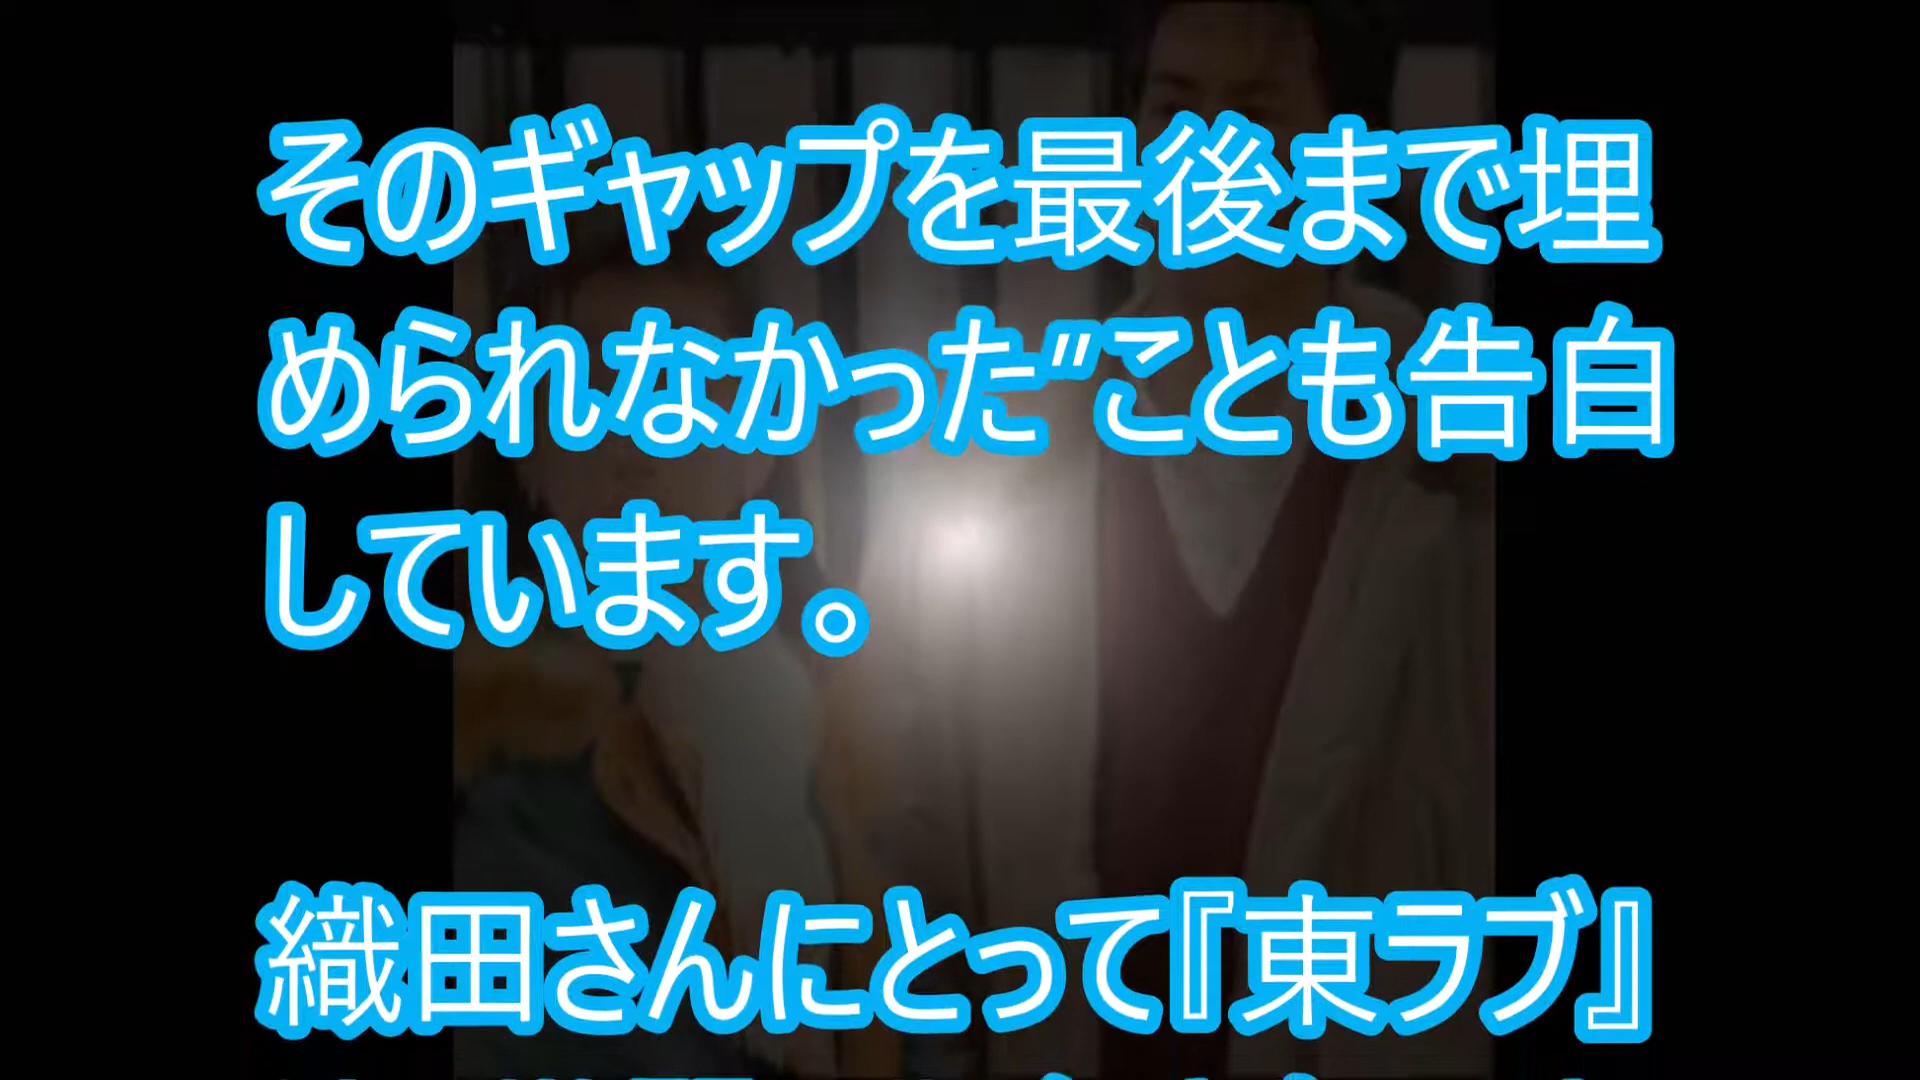 そのギャップを最後まで埋
められなかった”ことも告白
しています。
織田さんにとって『東ラブ』